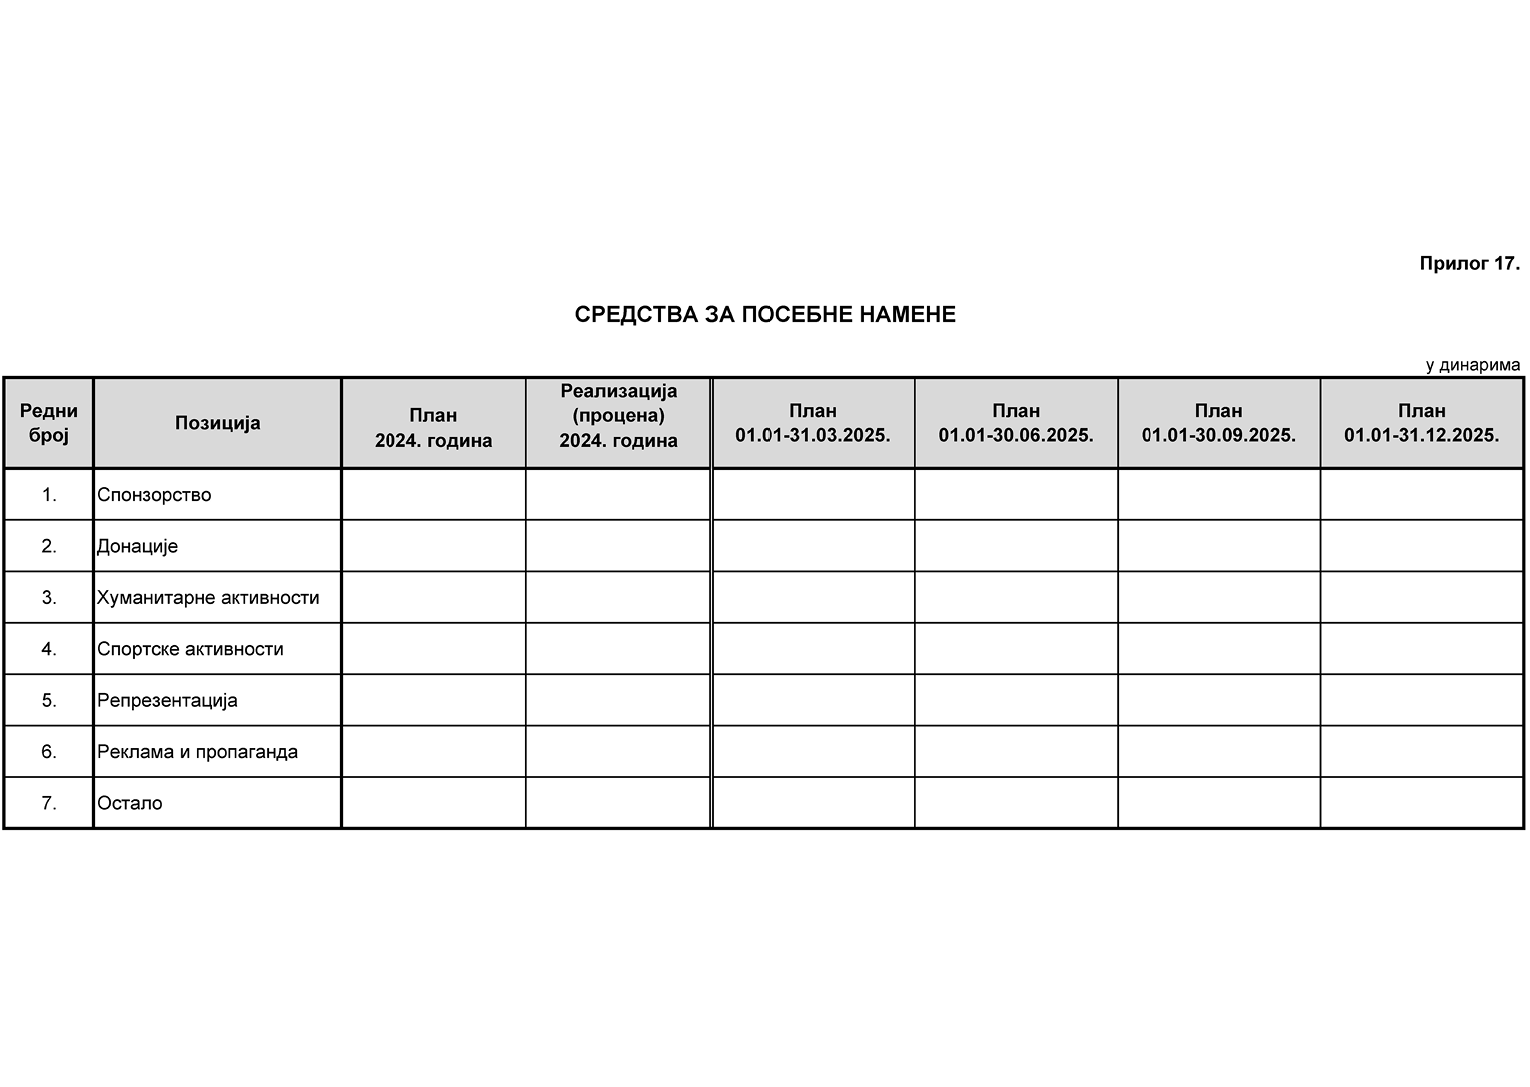 Прилог 17.
СРЕДСТВА ЗА ПОСЕБНЕ НАМЕНЕ
у динарима
Редни
број
Позиција
План
2024. година
Реализација
(процена)
2024. година
План
01.01-31.03.2025.
План
01.01-30.06.2025.
План
01.01-30.09.2025.
План
01.01-31.12.2025.
1. Спонзорство
2. Донације
3. Хуманитарне активности
4. Спортске активности
5. Репрезентација
6. Реклама и пропаганда
7. Остало